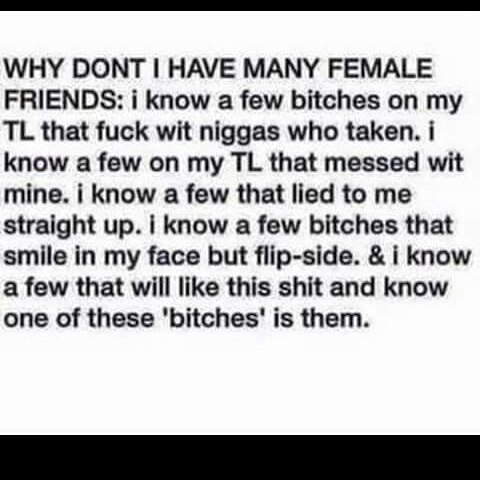 WHY DONT I HAVE MANY FEMALE
FRIENDS: i know a few bitches on my
TL that fuck wit niggas who taken. i
know a few on my TL that messed wit
mine. i know a few that lied to me
straight up. i know a few bitches that
smile in my face but flip-side. & i know
a few that will like this shit and know
one of these 'bitches' is them.